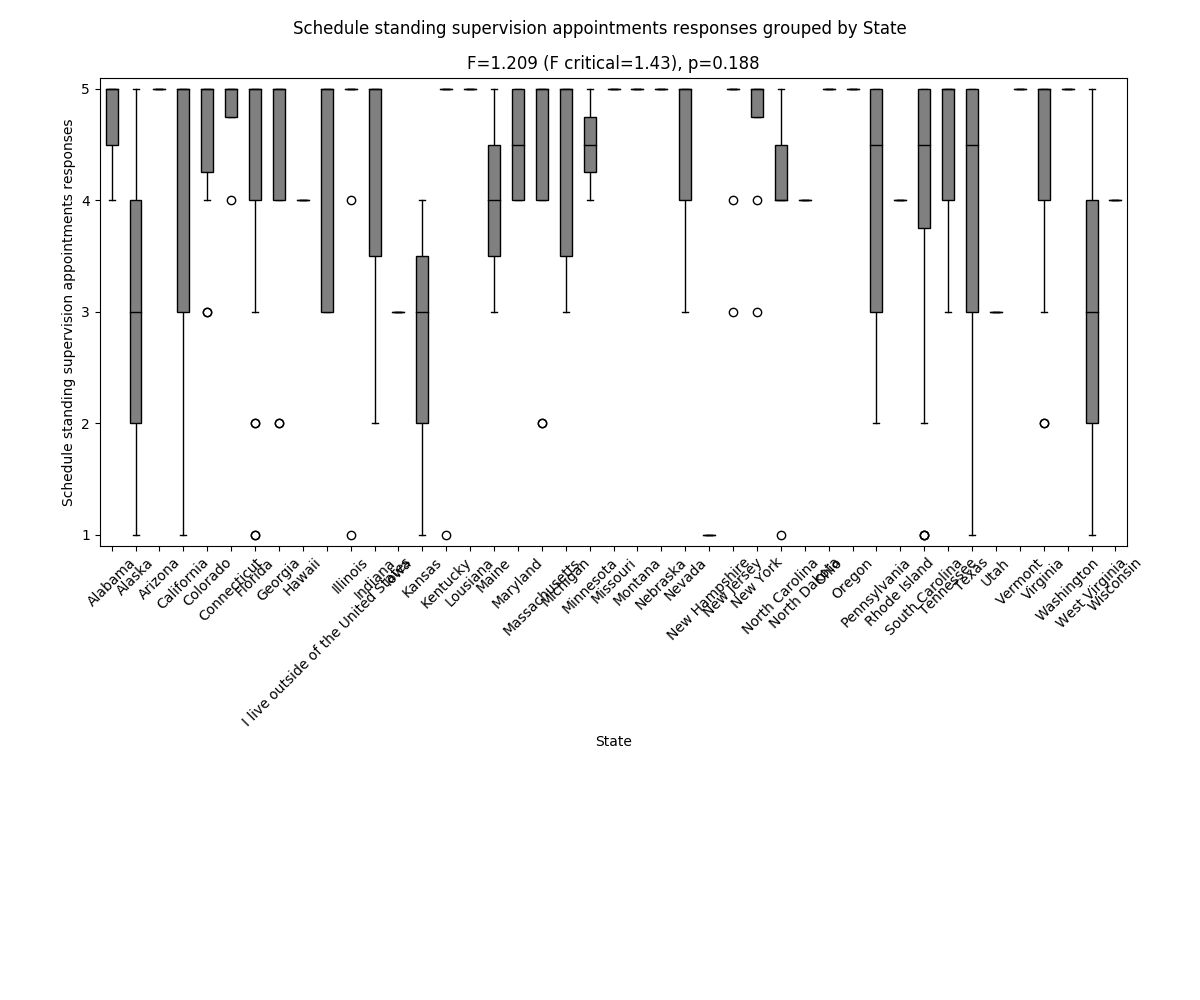 Schedule standing supervision appointments responses grouped by State
F=1.209 (F critical=1.43), p=0.188
Schedule standing supervision appointments responses
5
4
3
2
1
Alabama
Alaska
Arizona
California
Colorado
Connecticut
Florida
Georgia
Hawaii
I live outside of the United States
Illinois
Indiana
Iowa
Kansas
Kentucky
Lousiana
Maine
Maryland
Massachusetts
Michigan
Minnesota
Missouri
Montana
Nebraska
Nevada
New Hampshire
New Jersey
New York
North Carolina
North Dakota
Ohio
Oregon
Pennsylvania
Rhode Island
South Carolina
Tennessee
Texas
Utah
Vermont
Virginia
Washington
West Virginia
Wisconsin
State